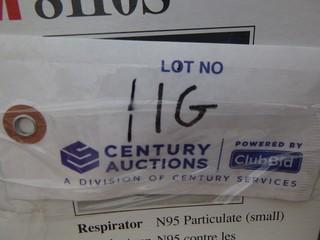 8110S
LOT NO
11G
CENTURY
AUCTIONS
POWERED BY
ClubBid
A DIVISION OF CENTURY SERVICES
Respirator N95 Particulate (small)
N95 contre les